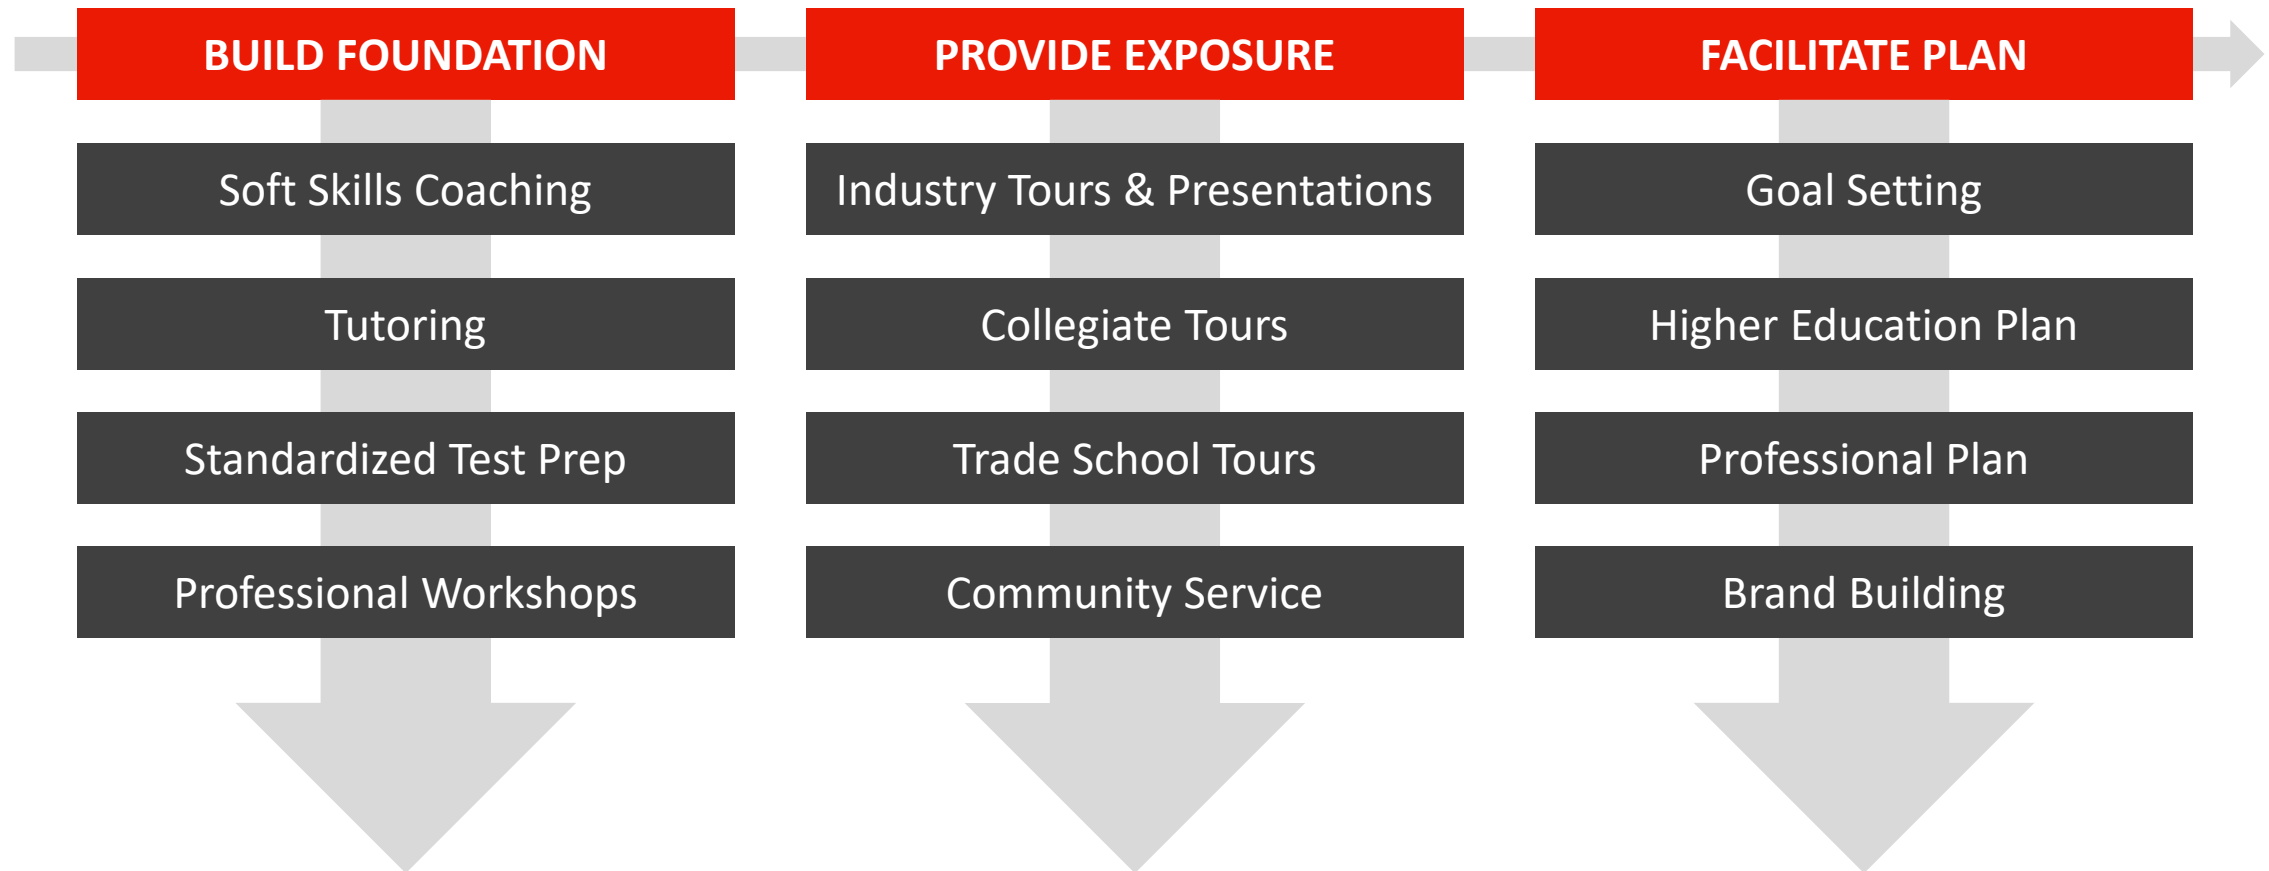 BUILD FOUNDATION
Soft Skills Coaching
Tutoring
Standardized Test Prep
Professional Workshops
PROVIDE EXPOSURE
Industry Tours & Presentations
Collegiate Tours
Trade School Tours
Community Service
FACILITATE PLAN
Goal Setting
Higher Education Plan
Professional Plan
Brand Building